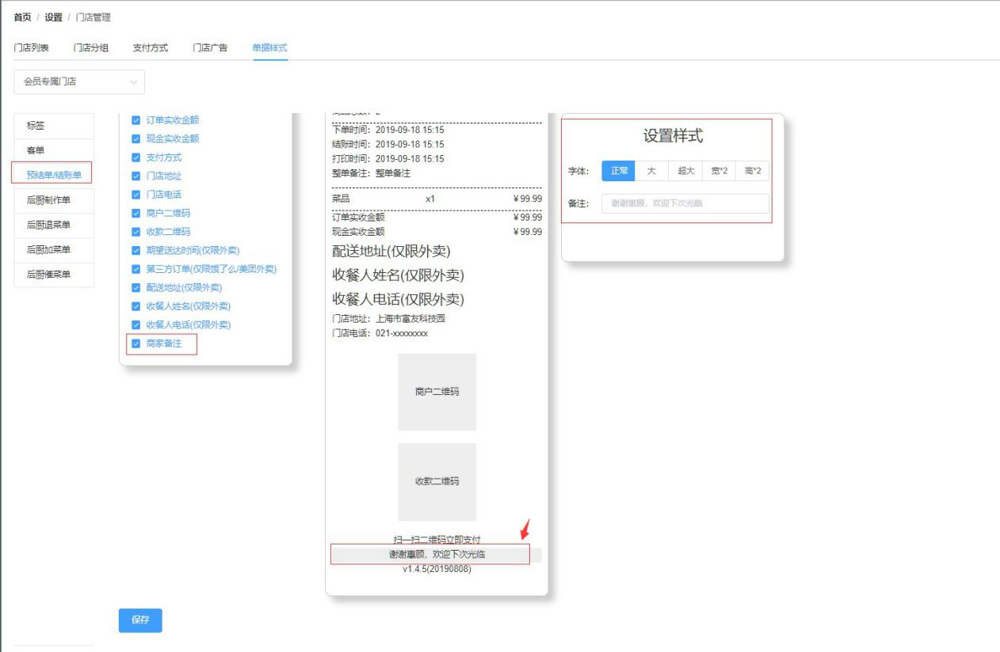 首页 / 设置 / 门店管理
门店列表 门店分组 支付方式 门店广告 单据样式
会员专属门店
标签
客单
预结单/结账单
后厨制作单
后厨退菜单
后厨加菜单
后厨催菜单
订单实收金额
现金实收金额
支付方式
门店地址
门店电话
商户二维码
收款二维码
期望送达时间(仅限外卖)
第三方订单(仅限饿了么/美团外卖)
配送地址(仅限外卖)
收餐人姓名(仅限外卖)
收餐人电话(仅限外卖)
商家备注
下单时间：2019-09-18 15:15
结账时间：2019-09-18 15:15
打印时间：2019-09-18 15:15
整单备注：整单备注
菜品 x1 ￥99.99
订单实收金额 ￥99.99
现金实收金额 ￥99.99
配送地址(仅限外卖)
收餐人姓名(仅限外卖)
收餐人电话(仅限外卖)
门店地址：上海市富友科技园
门店电话：021-xxxxxxxx
商户二维码
收款二维码
扫一扫二维码立即支付
谢谢惠顾，欢迎下次光临
v1.4.5(20190808)
设置样式
字体： 正常 大 超大 宽*2 高*2
备注： 谢谢惠顾，欢迎下次光临
保存